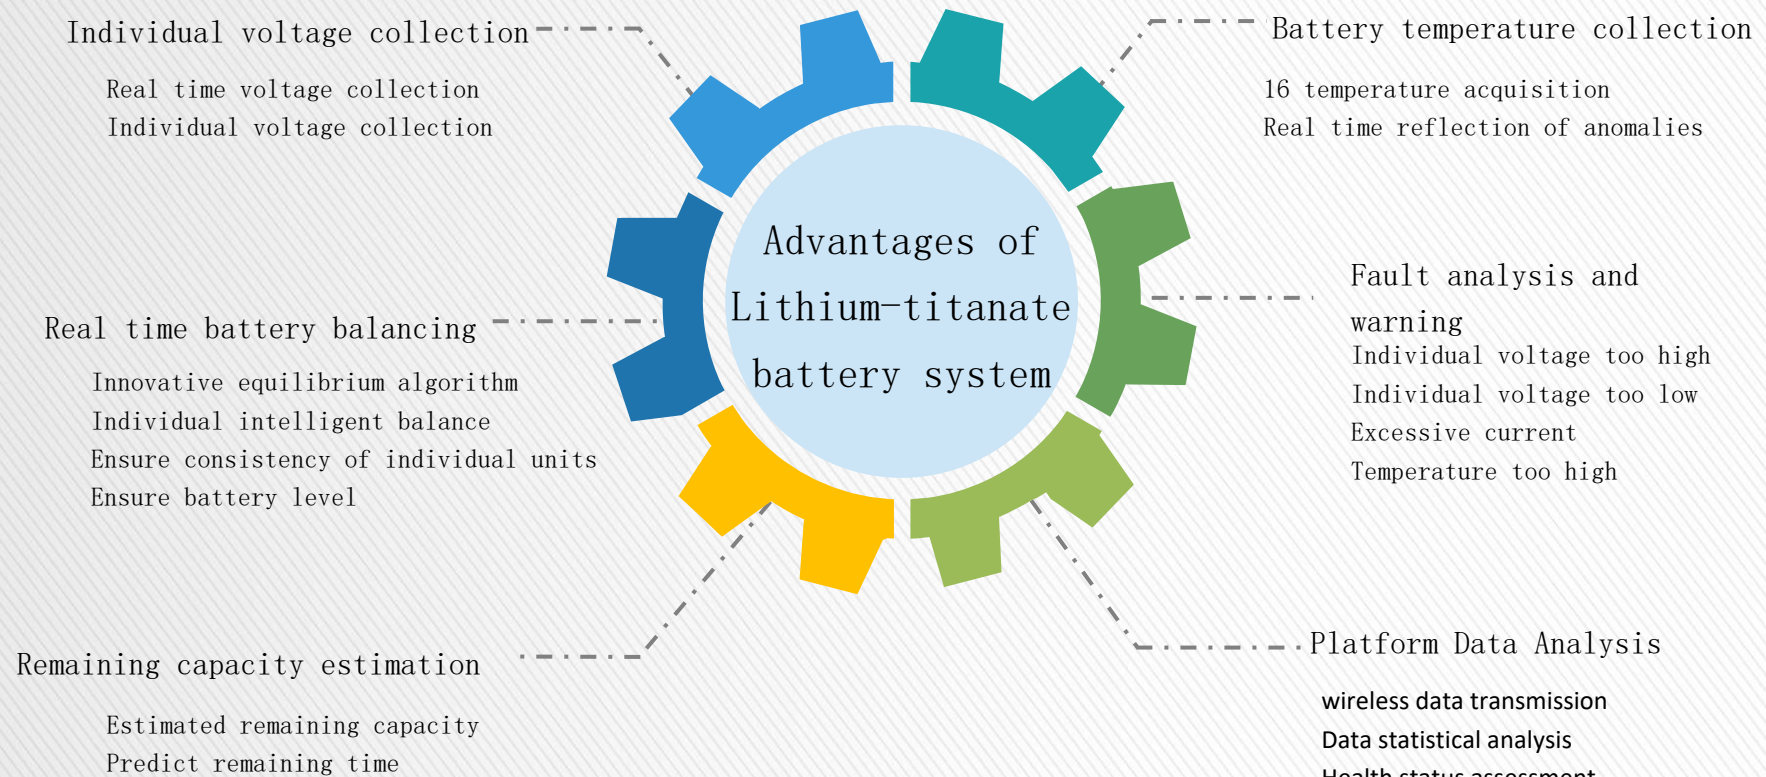 Individual voltage collection
Real time voltage collection
Individual voltage collection
Battery temperature collection
16 temperature acquisition
Real time reflection of anomalies
Advantages of
Lithium-titanate
battery system
Real time battery balancing
Innovative equilibrium algorithm
Individual intelligent balance
Ensure consistency of individual units
Ensure battery level
Fault analysis and
warning
Individual voltage too high
Individual voltage too low
Excessive current
Temperature too high
Remaining capacity estimation
Estimated remaining capacity
Predict remaining time
Platform Data Analysis
wireless data transmission
Data statistical analysis
Health status assessment